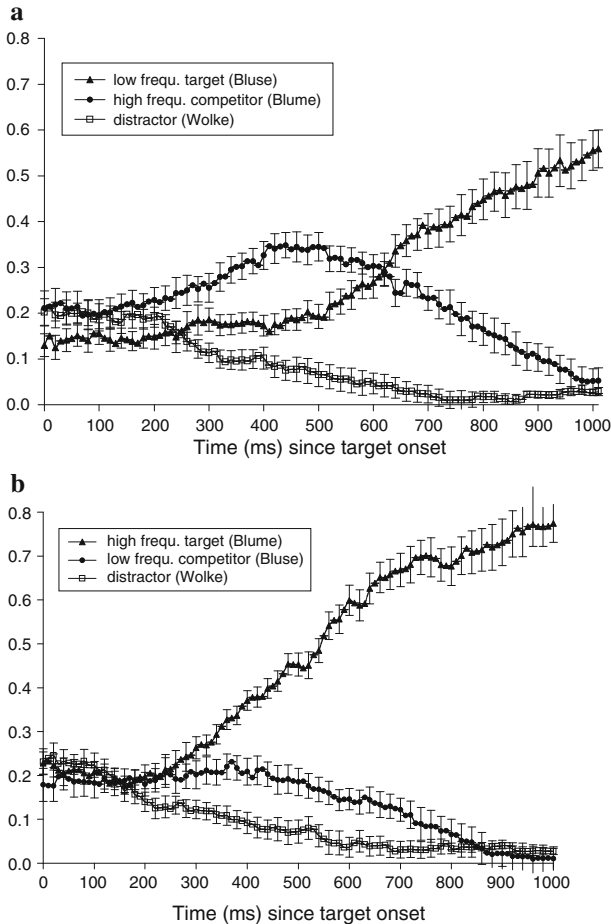 a
0.8
low frequ. target (Bluse)
0.7
high frequ. competitor (Blume)
distractor (Wolke)
0.6
0.5
0.4
0.3
0.2
0.1
0.0
0 100 200 300 400 500 600 700 800 900 1000
Time (ms) since target onset
b
0.8
high frequ. target (Blume)
0.7
low frequ. competitor (Bluse)
distractor (Wolke)
0.6
0.5
0.4
0.3
0.2
0.1
0.0
0 100 200 300 400 500 600 700 800 900 1000
Time (ms) since target onset